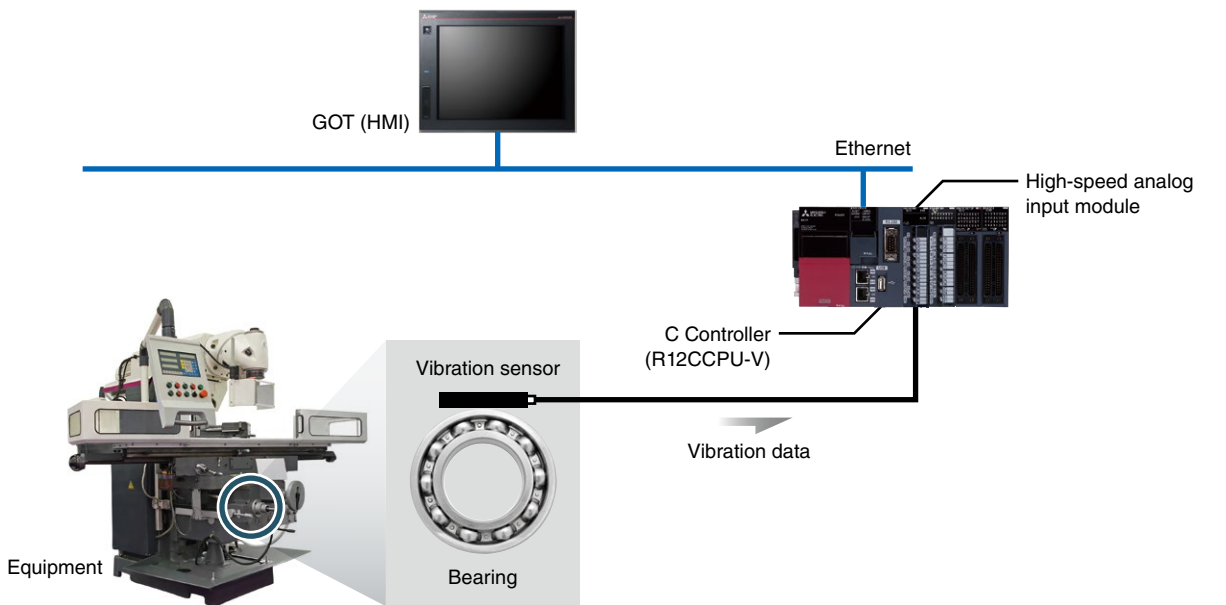 GOT (HMI)
Ethernet
High-speed analog
input module
C Controller
(R12CCPU-V)
Vibration sensor
Vibration data
Equipment
Bearing